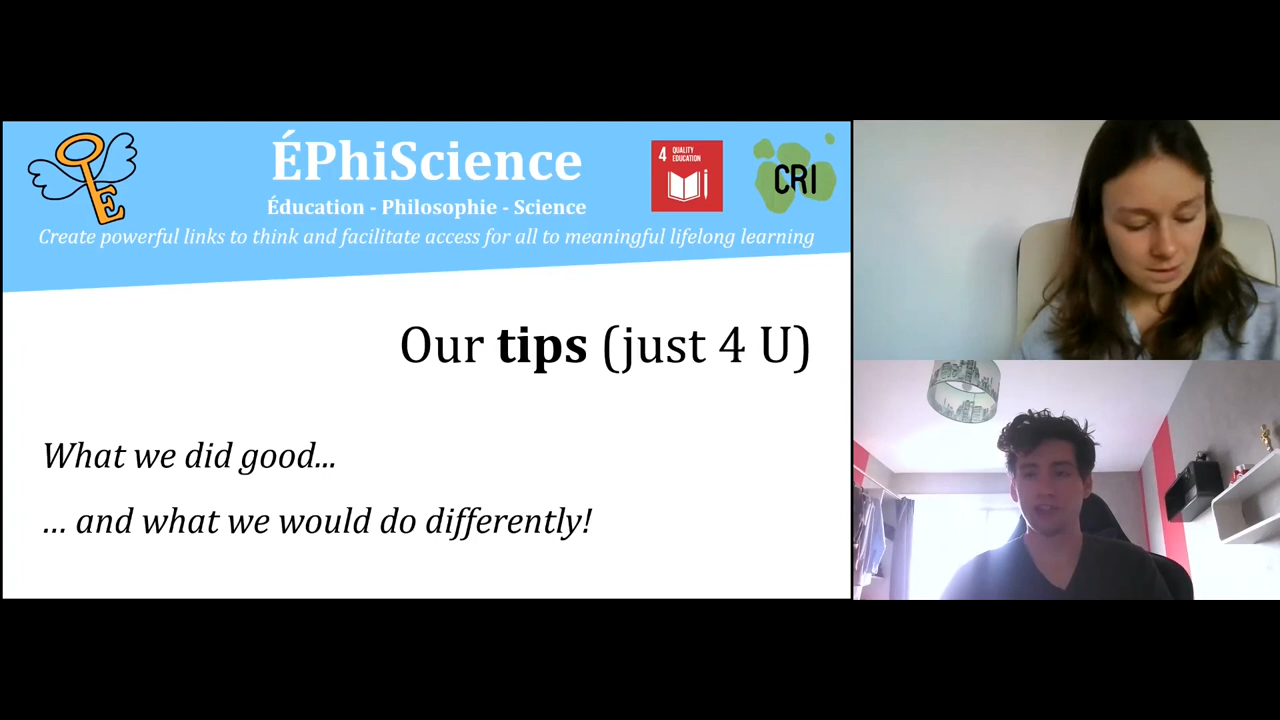 ÉPhiScience
Éducation - Philosophie - Science
Create powerful links to think and facilitate access for all to meaningful lifelong learning
E
4 QUALITY
EDUCATION
CRI
Our tips (just 4 U)
What we did good...
... and what we would do differently!